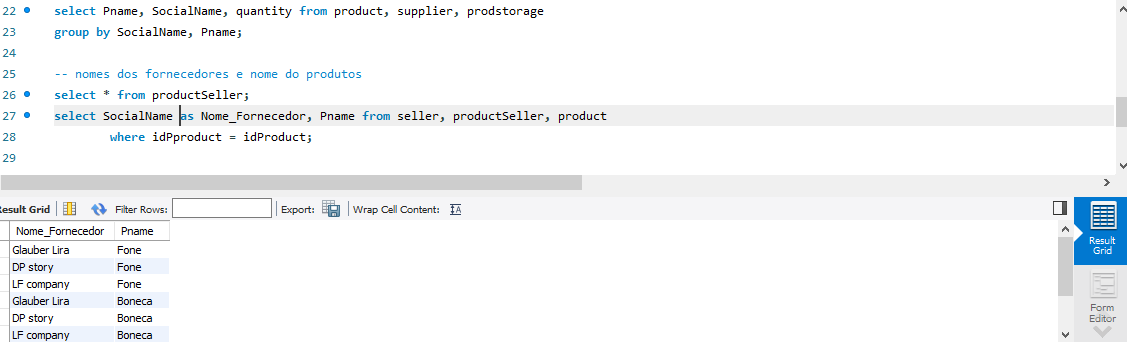 22 select Pname, SocialName, quantity from product, supplier, prodstorage
23 group by SocialName, Pname;
24
25 -- nomes dos fornecedores e nome do produtos
26 select * from productSeller;
27 select SocialName as Nome_Fornecedor, Pname from seller, productSeller, product
28 where idPproduct = idProduct;
29
Result Grid Filter Rows: Export: Wrap Cell Content: IA
Nome_Fornecedor Pname
Glauber Lira Fone
DP story Fone
LF company Fone
Glauber Lira Boneca
DP story Boneca
LF company Boneca
Result
Grid
Form
Editor